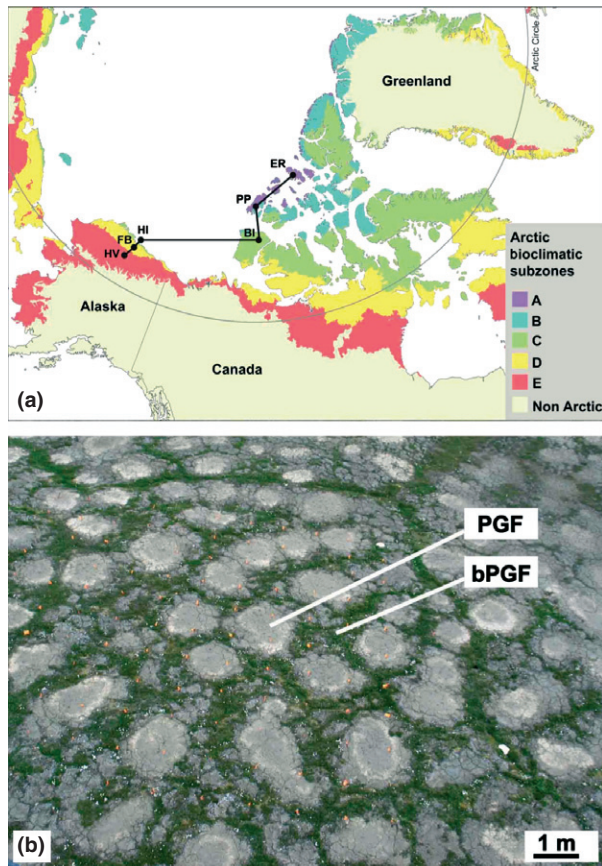 Arctic Circle
Greenland
ER
PP
HI
BI
FB
HV
Alaska
Canada
Arctic
bioclimatic
subzones
A
B
C
D
E
Non Arctic
(a)
PGF
bPGF
1 m
(b)